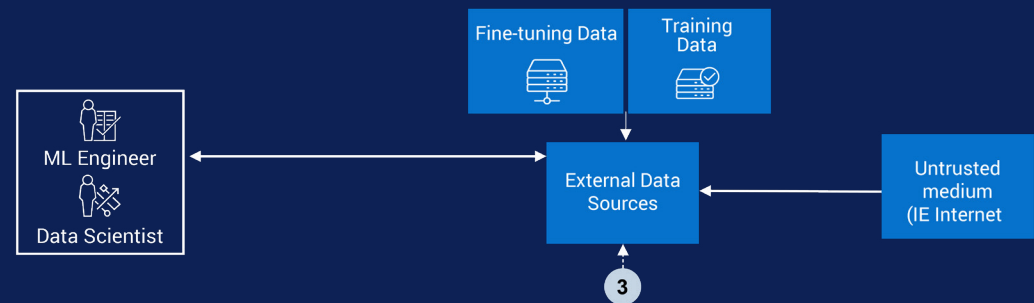 Fine-tuning Data
Training
Data
ML Engineer
Data Scientist
External Data
Sources
Untrusted
medium
(IE Internet
3